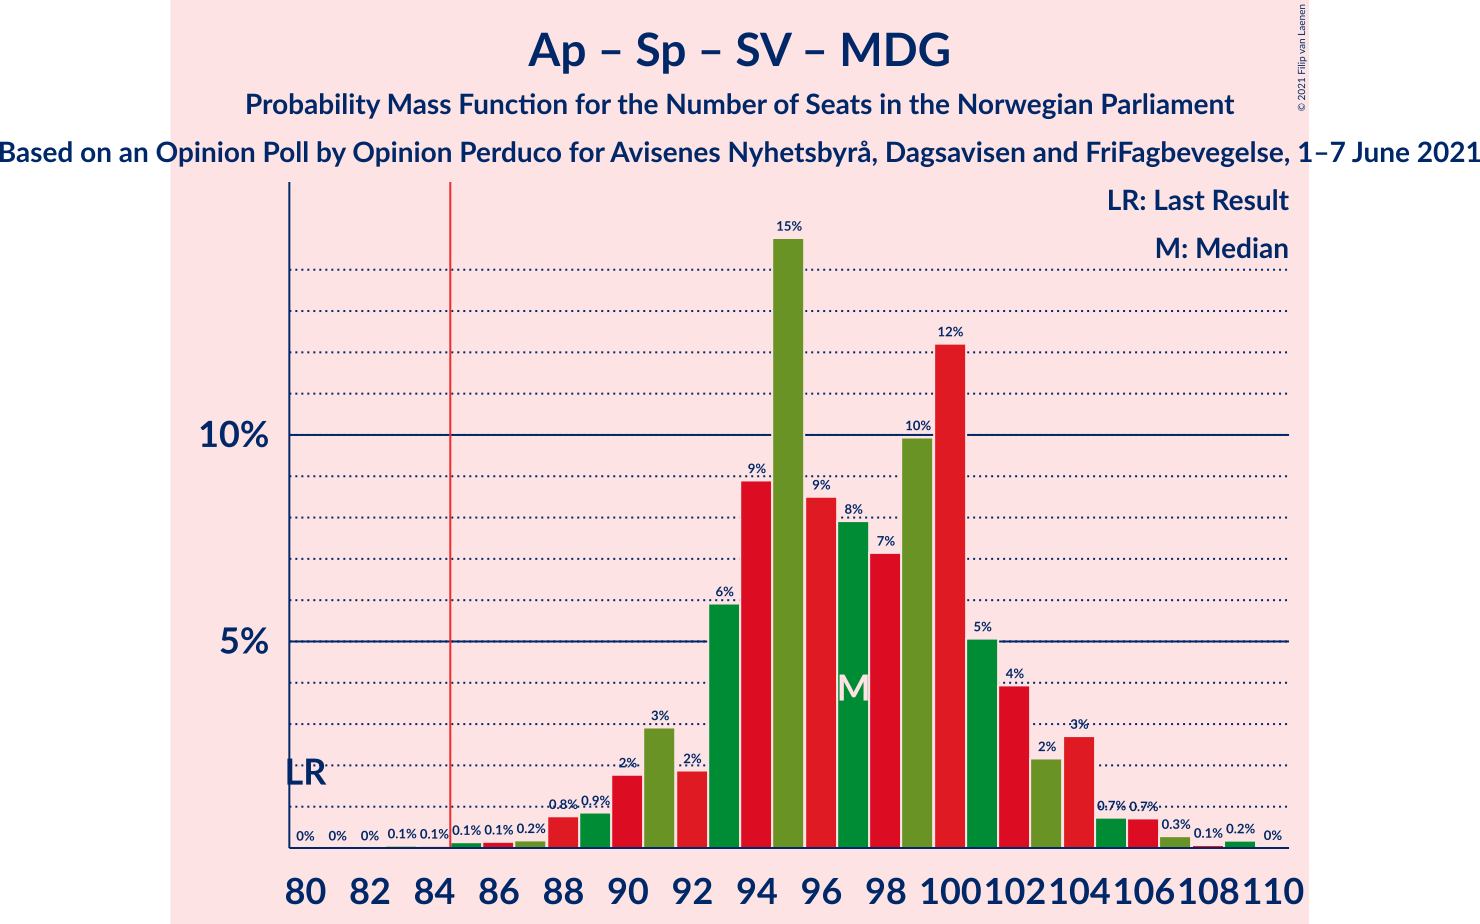 Ap – Sp – SV – MDG
Probability Mass Function for the Number of Seats in the Norwegian Parliament
Based on an Opinion Poll by Opinion Perduco for Avisenes Nyhetsbyrå, Dagsavisen and FriFagbevegelse, 1–7 June 2021
© 2021 Filip van Laenen
LR: Last Result
M: Median
10%
5%
LR
M
0% 0% 0% 0.1% 0.1% 0.1% 0.1% 0.2% 0.8% 0.9% 2% 3% 2% 6% 9% 15% 9% 8% 7% 10% 12% 5% 4% 2% 3% 0.7% 0.7% 0.3% 0.1% 0.2% 0%
80 82 84 86 88 90 92 94 96 98 100 102 104 106 108 110